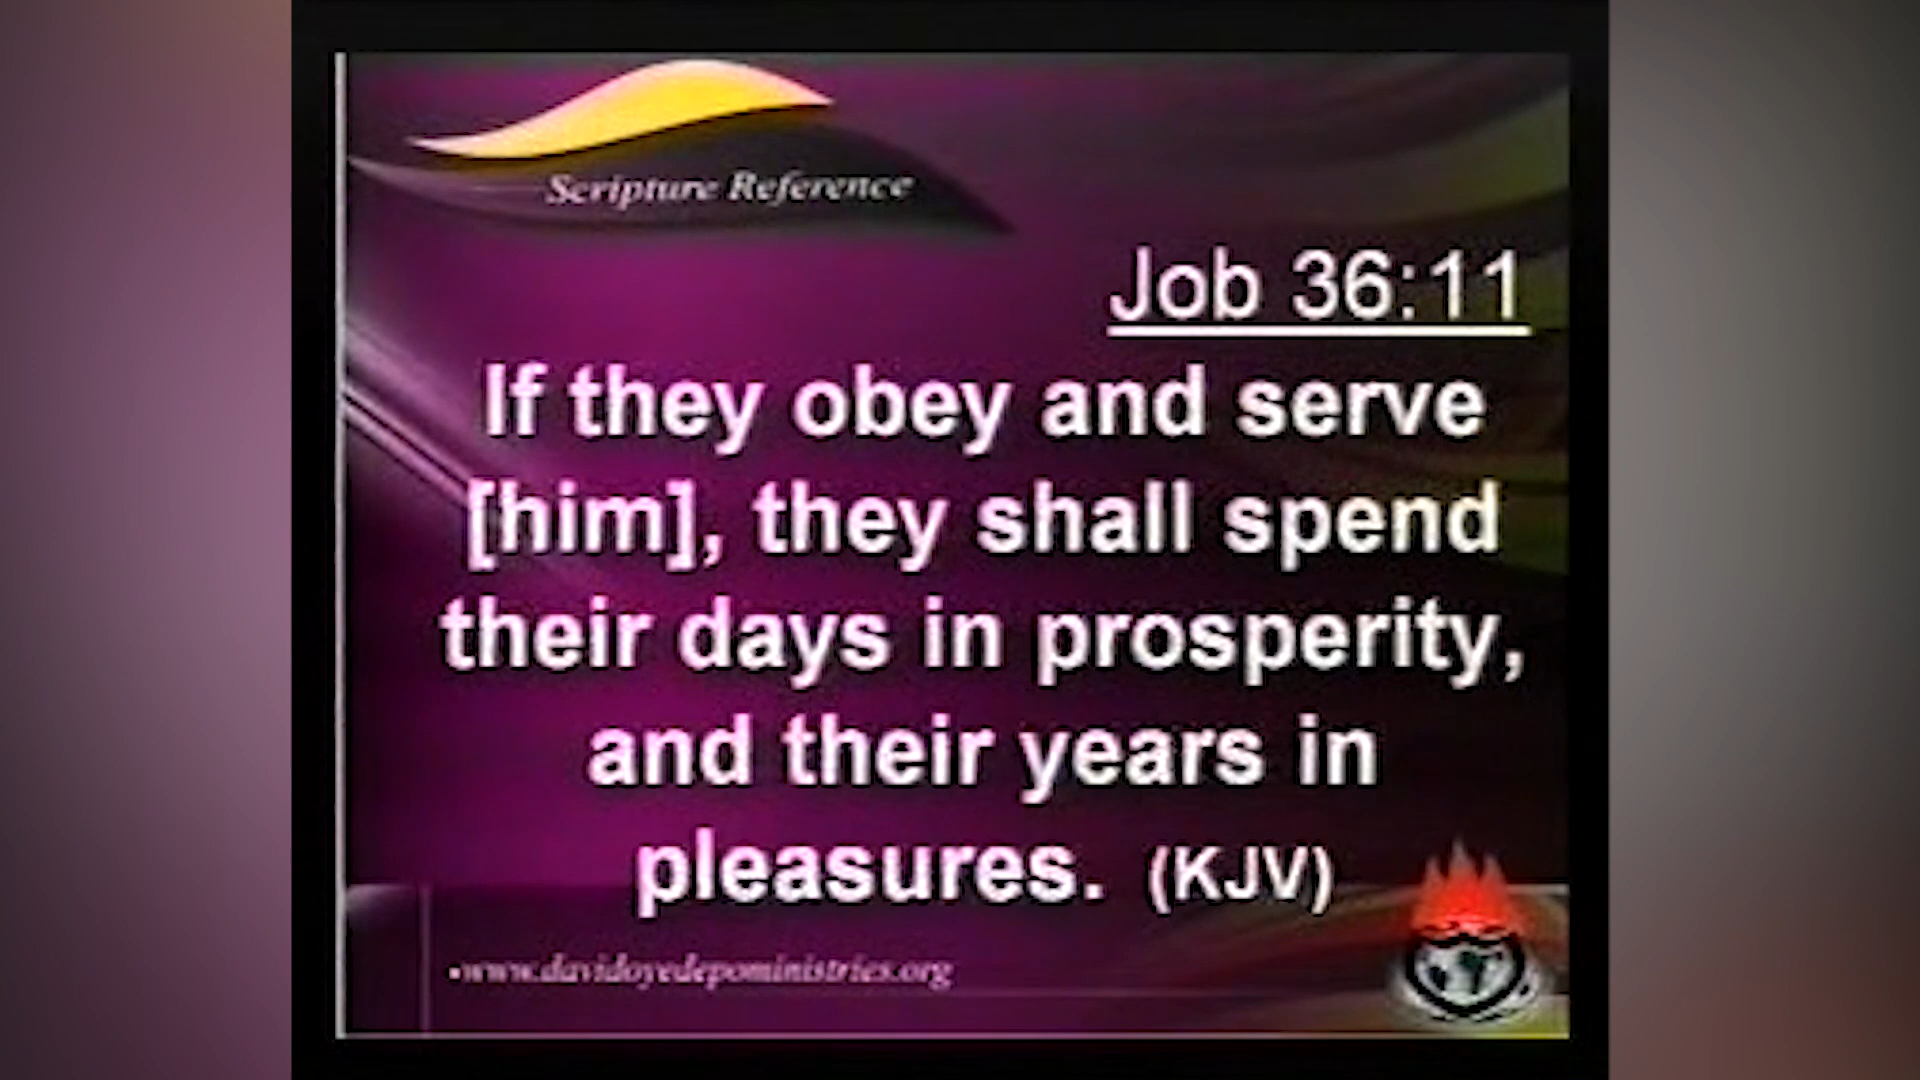 Scripture Reference
Job 36:11
If they obey and serve
[him], they shall spend
their days in prosperity,
and their years in
pleasures. (KJV)
•www.davidoyedepoministries.org